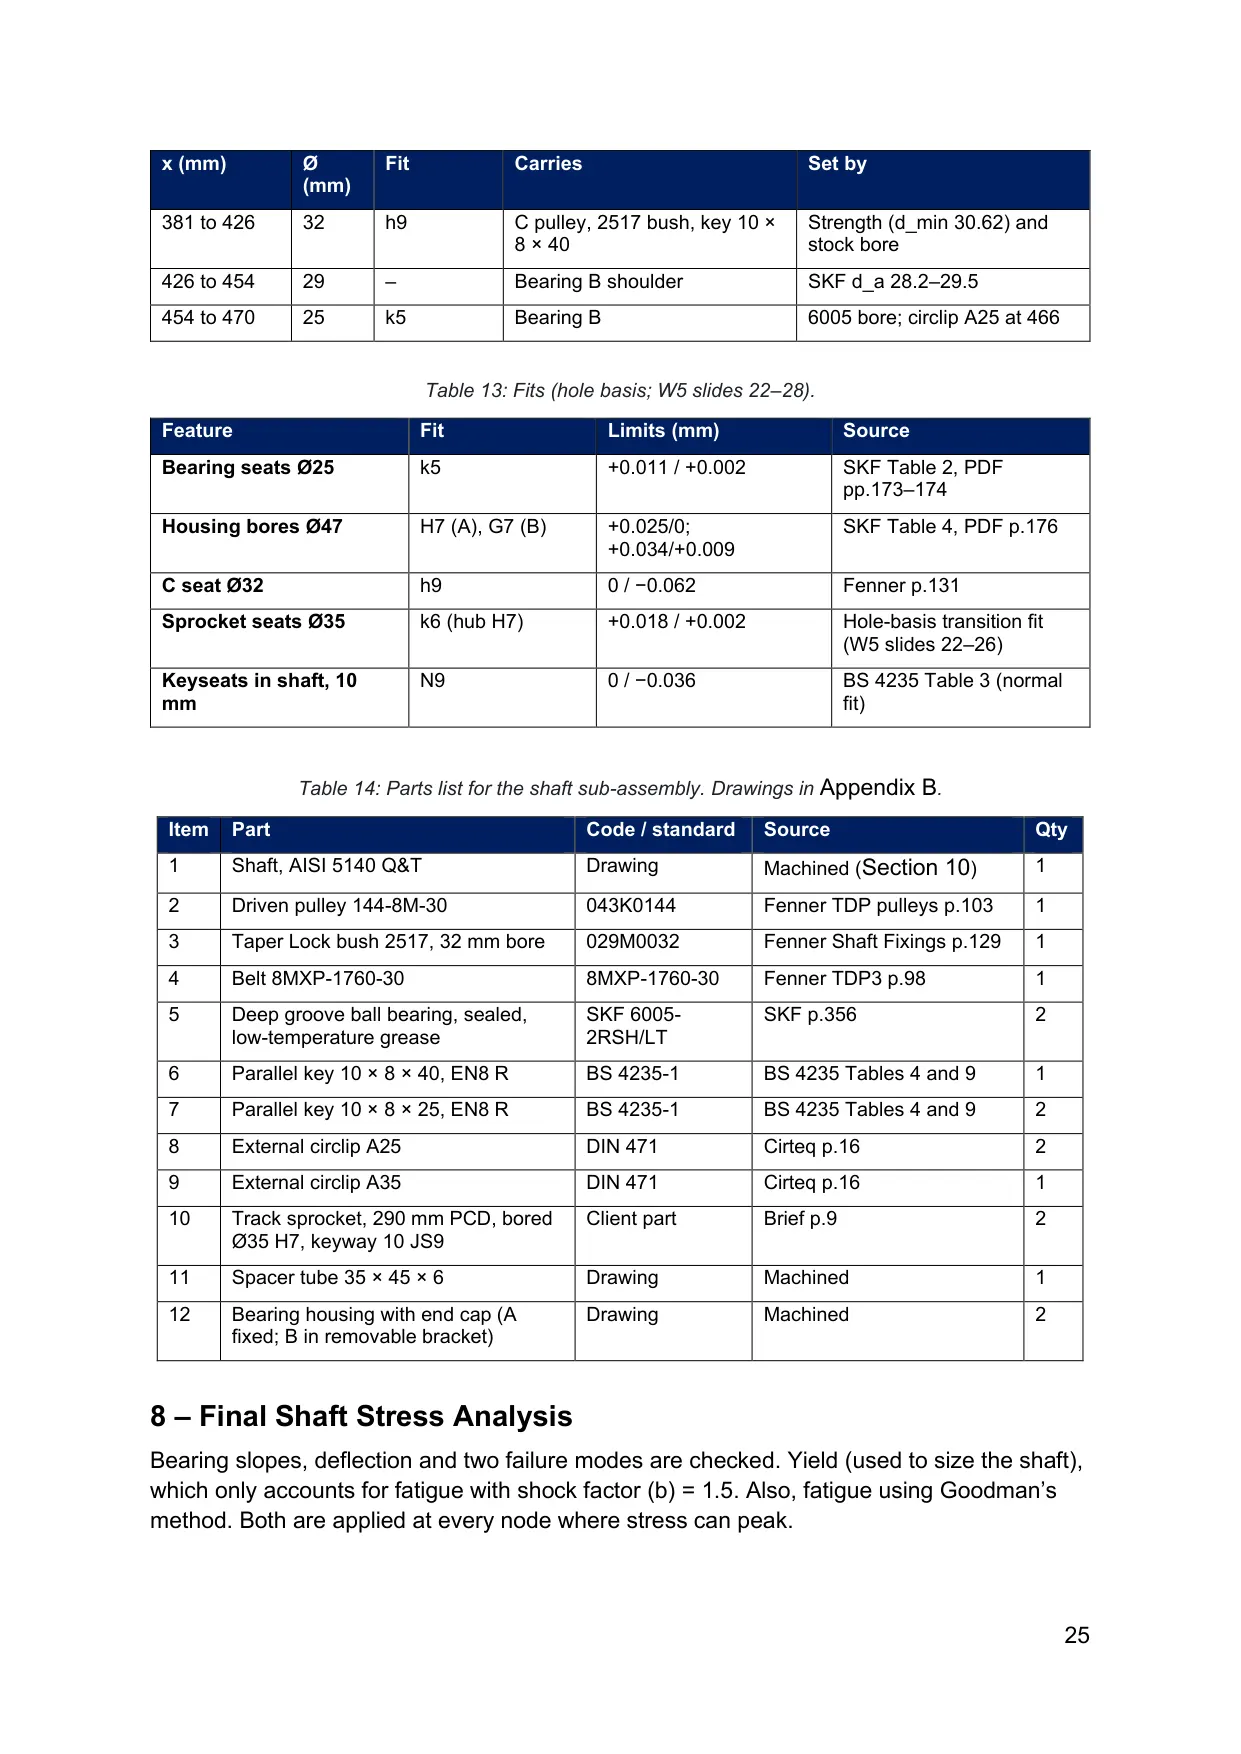 x (mm) Ø (mm) Fit Carries Set by
381 to 426 32 h9 C pulley, 2517 bush, key 10 × 8 × 40 Strength (d_min 30.62) and stock bore
426 to 454 29 – Bearing B shoulder SKF d_a 28.2–29.5
454 to 470 25 k5 Bearing B 6005 bore; circlip A25 at 466
Table 13: Fits (hole basis; W5 slides 22–28).
Feature Fit Limits (mm) Source
Bearing seats Ø25 k5 +0.011 / +0.002 SKF Table 2, PDF pp.173–174
Housing bores Ø47 H7 (A), G7 (B) +0.025/0; +0.034/+0.009 SKF Table 4, PDF p.176
C seat Ø32 h9 0 / −0.062 Fenner p.131
Sprocket seats Ø35 k6 (hub H7) +0.018 / +0.002 Hole-basis transition fit (W5 slides 22–26)
Keyseats in shaft, 10 mm N9 0 / −0.036 BS 4235 Table 3 (normal fit)
Table 14: Parts list for the shaft sub-assembly. Drawings in Appendix B.
Item Part Code / standard Source Qty
1 Shaft, AISI 5140 Q&T Drawing Machined (Section 10) 1
2 Driven pulley 144-8M-30 043K0144 Fenner TDP pulleys p.103 1
3 Taper Lock bush 2517, 32 mm bore 029M0032 Fenner Shaft Fixings p.129 1
4 Belt 8MXP-1760-30 8MXP-1760-30 Fenner TDP3 p.98 1
5 Deep groove ball bearing, sealed, low-temperature grease SKF 6005-2RSH/LT SKF p.356 2
6 Parallel key 10 × 8 × 40, EN8 R BS 4235-1 BS 4235 Tables 4 and 9 1
7 Parallel key 10 × 8 × 25, EN8 R BS 4235-1 BS 4235 Tables 4 and 9 2
8 External circlip A25 DIN 471 Cirteq p.16 2
9 External circlip A35 DIN 471 Cirteq p.16 1
10 Track sprocket, 290 mm PCD, bored Ø35 H7, keyway 10 JS9 Client part Brief p.9 2
11 Spacer tube 35 × 45 × 6 Drawing Machined 1
12 Bearing housing with end cap (A fixed; B in removable bracket) Drawing Machined 2
8 – Final Shaft Stress Analysis
Bearing slopes, deflection and two failure modes are checked. Yield (used to size the shaft),
which only accounts for fatigue with shock factor (b) = 1.5. Also, fatigue using Goodman’s
method. Both are applied at every node where stress can peak.
25